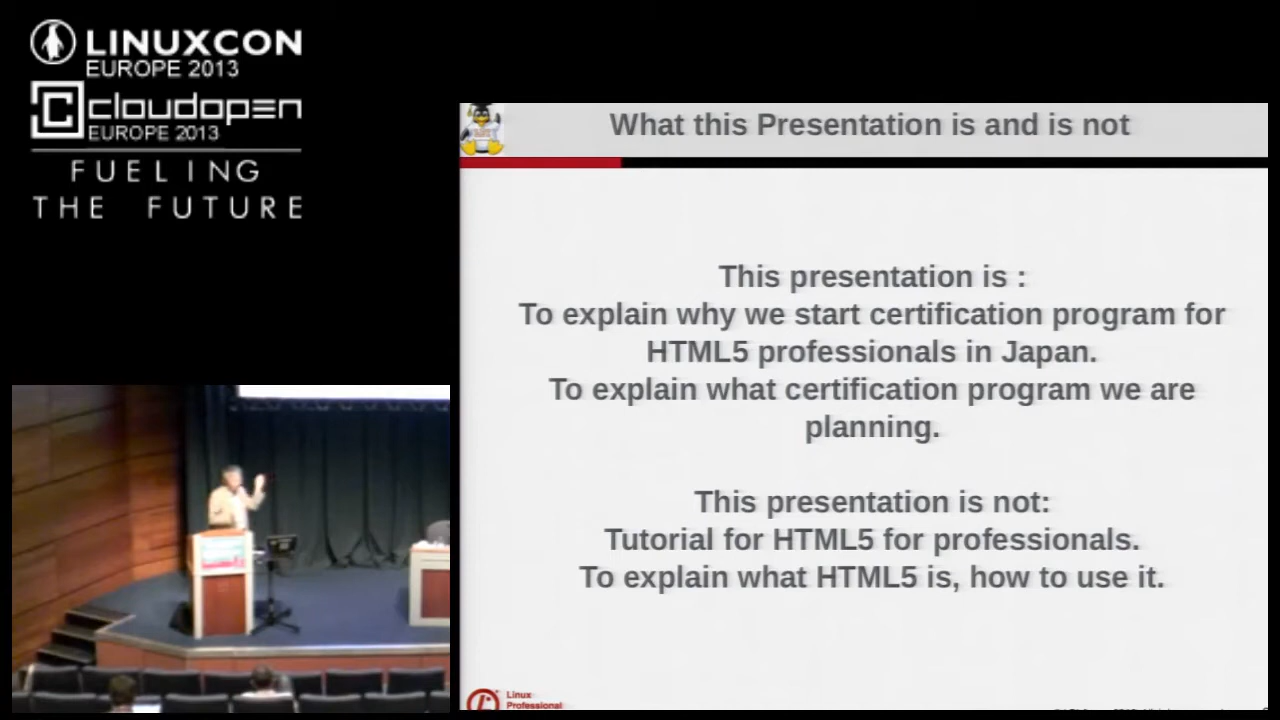 LINUXCON
EUROPE 2013
cloudopen
EUROPE 2013
FUELING
THE FUTURE
What this Presentation is and is not
This presentation is :
To explain why we start certification program for
HTML5 professionals in Japan.
To explain what certification program we are
planning.
This presentation is not:
Tutorial for HTML5 for professionals.
To explain what HTML5 is, how to use it.
Linux
Professional